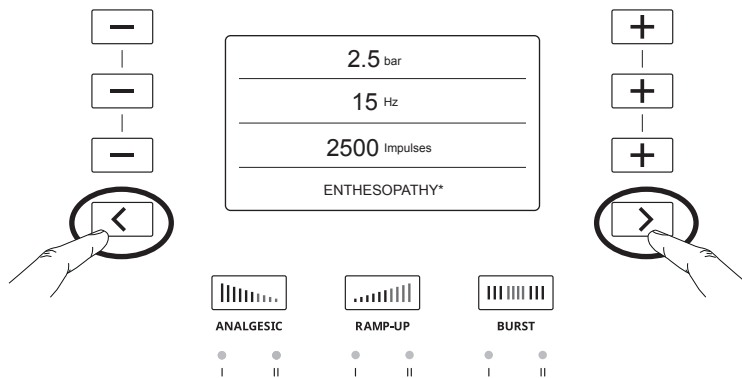 2.5 bar
15 Hz
2500 Impulses
ENTHESOPATHY*
ANALGESIC RAMP-UP BURST
I II I II I II